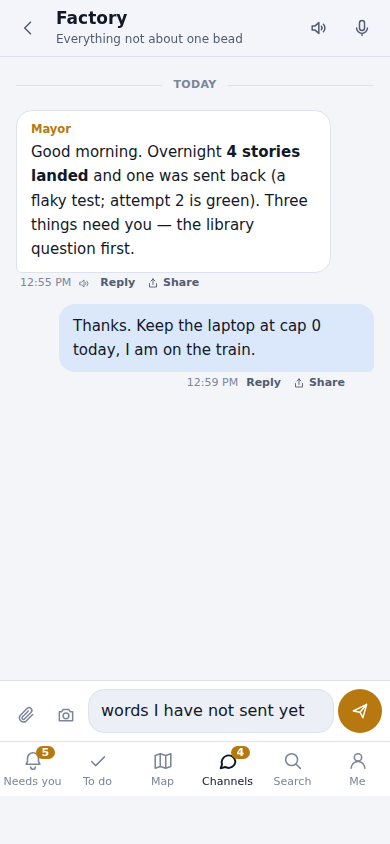 Factory
Everything not about one bead
TODAY
Mayor
Good morning. Overnight 4 stories
landed and one was sent back (a
flaky test; attempt 2 is green). Three
things need you — the library
question first.
12:55 PM Reply Share
Thanks. Keep the laptop at cap 0
today, I am on the train.
12:59 PM Reply Share
words I have not sent yet
5 4
Needs you To do Map Channels Search Me